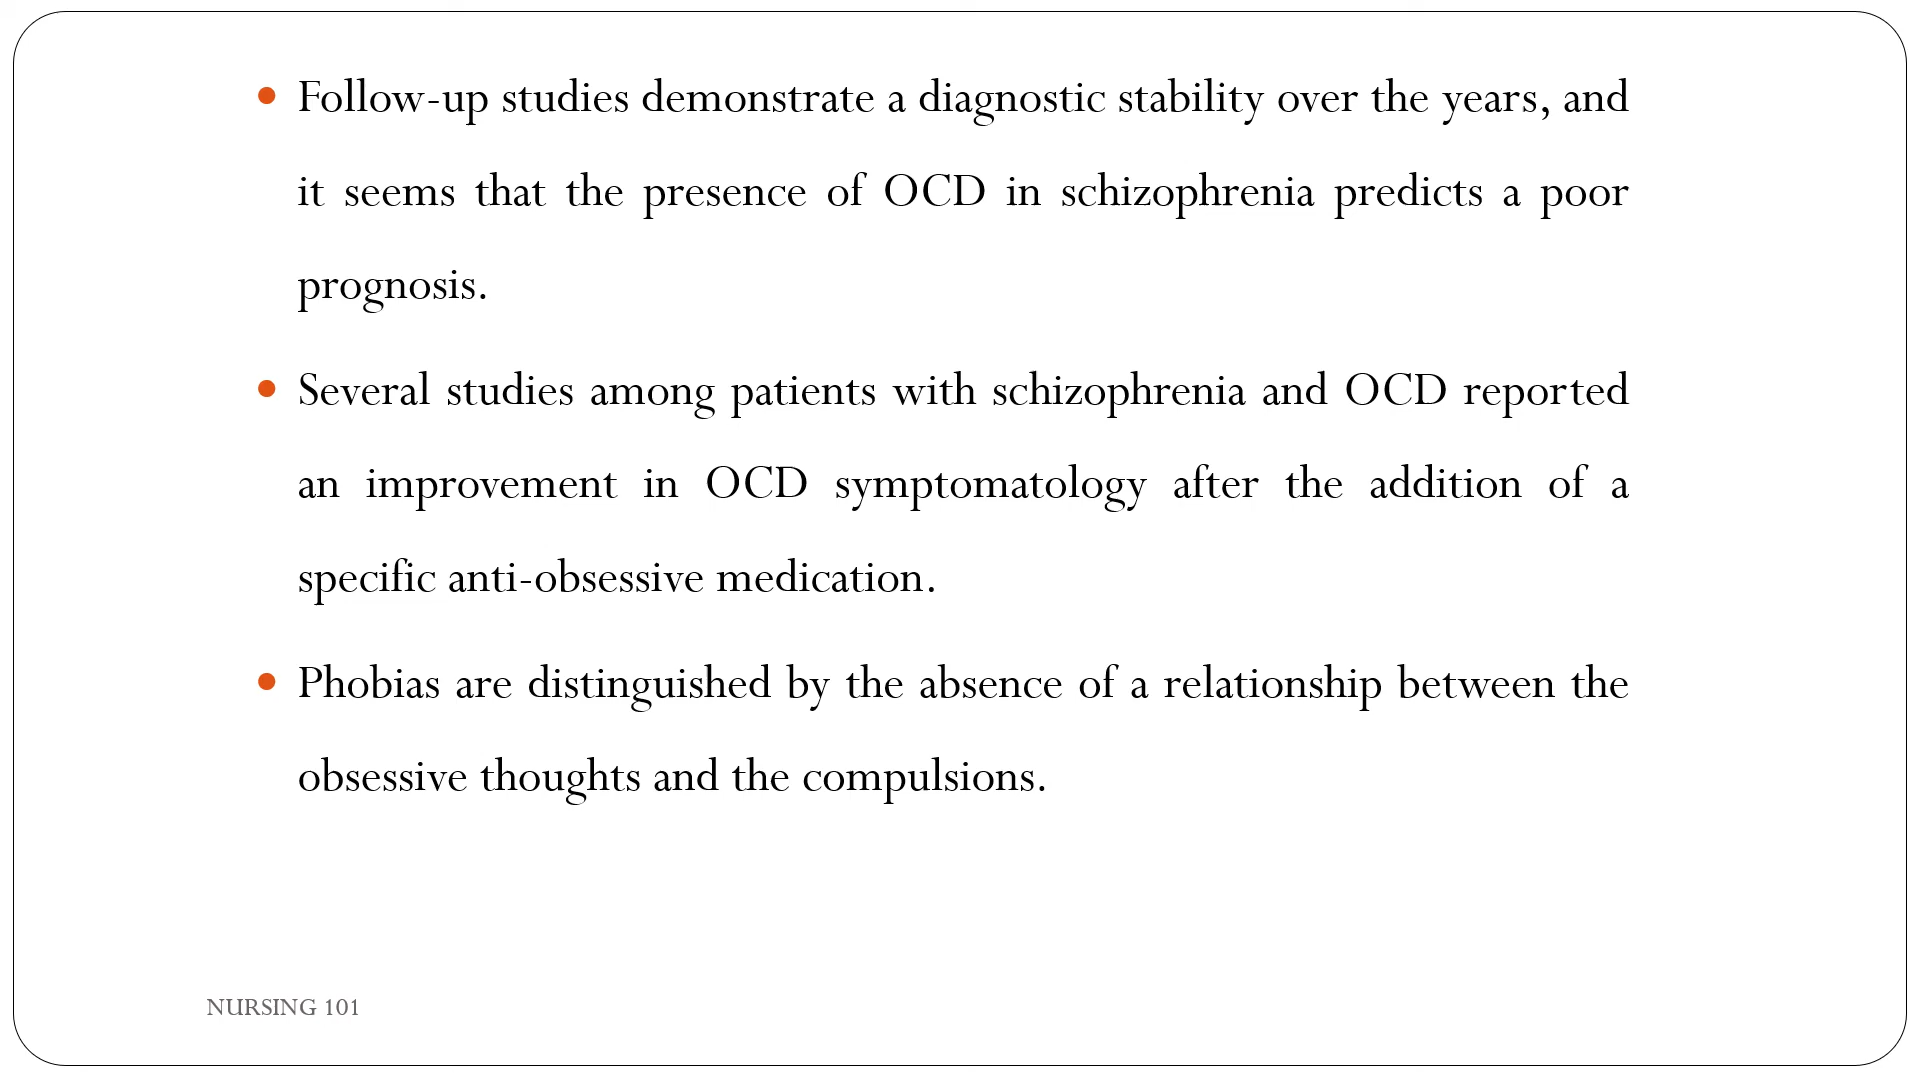 Follow-up studies demonstrate a diagnostic stability over the years, and
it seems that the presence of OCD in schizophrenia predicts a poor
prognosis.
Several studies among patients with schizophrenia and OCD reported
an improvement in OCD symptomatology after the addition of a
specific anti-obsessive medication.
Phobias are distinguished by the absence of a relationship between the
obsessive thoughts and the compulsions.
NURSING 101